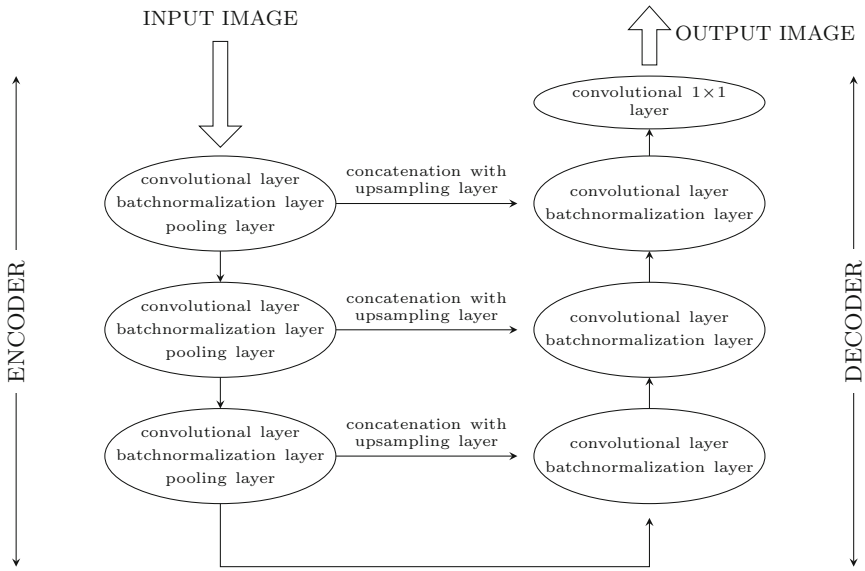 INPUT IMAGE
OUTPUT IMAGE
convolutional 1×1
layer
convolutional layer
batchnormalization layer
pooling layer
concatenation with
upsampling layer
convolutional layer
batchnormalization layer
convolutional layer
batchnormalization layer
pooling layer
concatenation with
upsampling layer
convolutional layer
batchnormalization layer
convolutional layer
batchnormalization layer
pooling layer
concatenation with
upsampling layer
convolutional layer
batchnormalization layer
ENCODER
DECODER